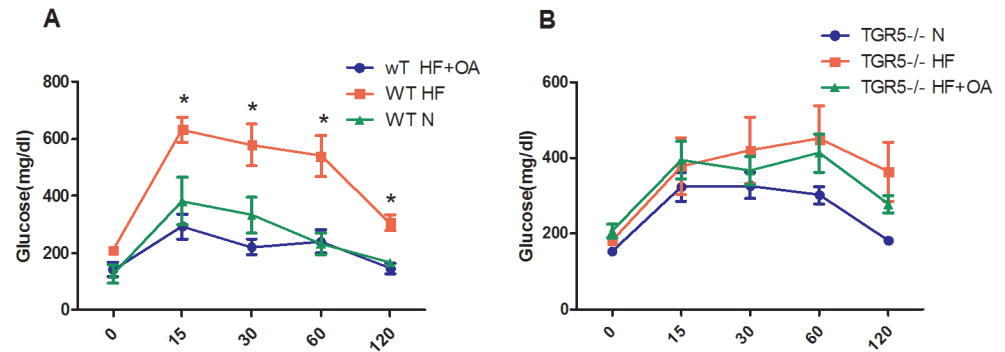 A
wT HF+OA
WT HF
WT N
Glucose(mg/dl)
800
600
400
200
0
* * * *
0 15 30 60 120
B
TGR5-/- N
TGR5-/- HF
TGR5-/- HF+OA
Glucose(mg/dl)
600
400
200
0
0 15 30 60 120